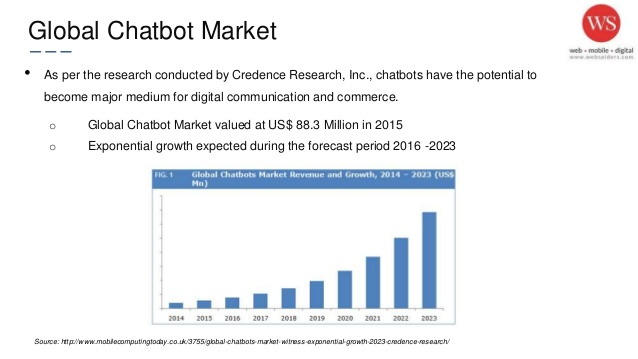 Global Chatbot Market
WS
web • mobile • digital
www.webspiders.com
• As per the research conducted by Credence Research, Inc., chatbots have the potential to
become major medium for digital communication and commerce.
o Global Chatbot Market valued at US$ 88.3 Million in 2015
o Exponential growth expected during the forecast period 2016 -2023
FIG. 1 Global Chatbots Market Revenue and Growth, 2014 – 2023 (US$
Mn)
2014 2015 2016 2017 2018 2019 2020 2021 2022 2023
Source: http://www.mobilecomputingtoday.co.uk/3755/global-chatbots-market-witness-exponential-growth-2023-credence-research/